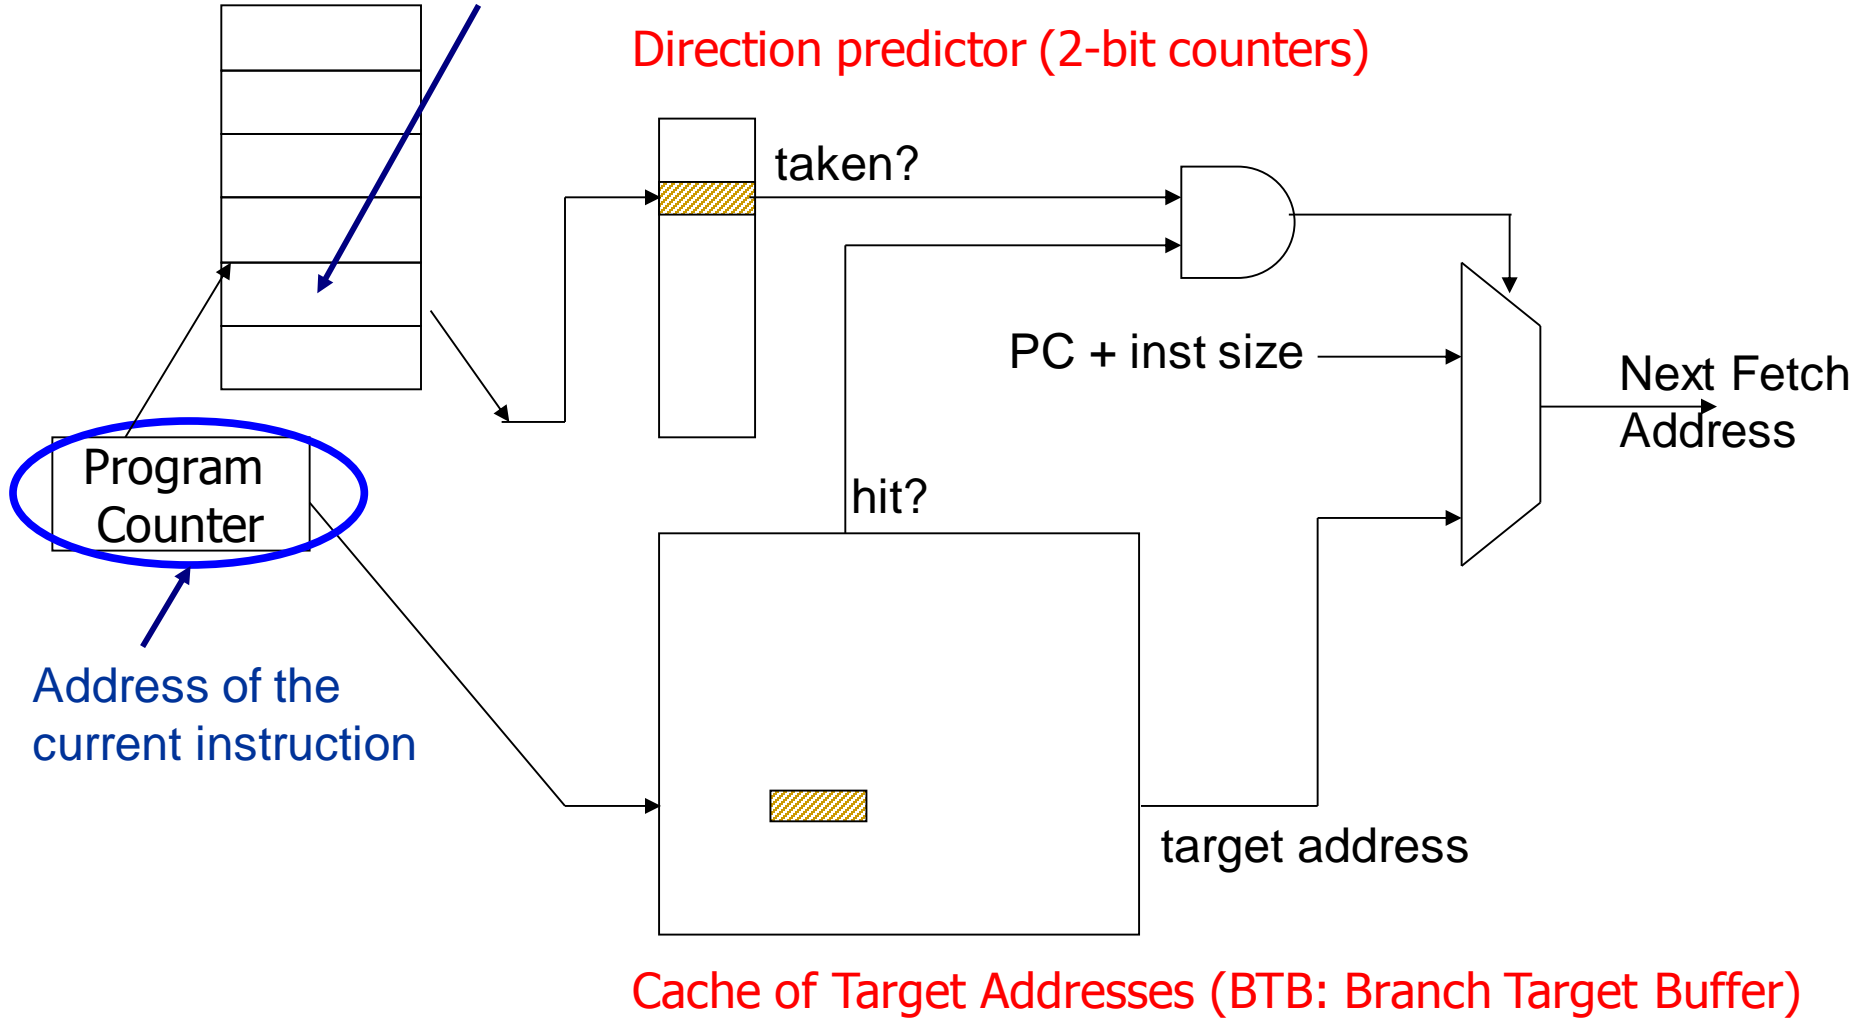 Direction predictor (2-bit counters)
taken?
PC + inst size
Next Fetch
Address
Program
Counter
hit?
Address of the
current instruction
target address
Cache of Target Addresses (BTB: Branch Target Buffer)